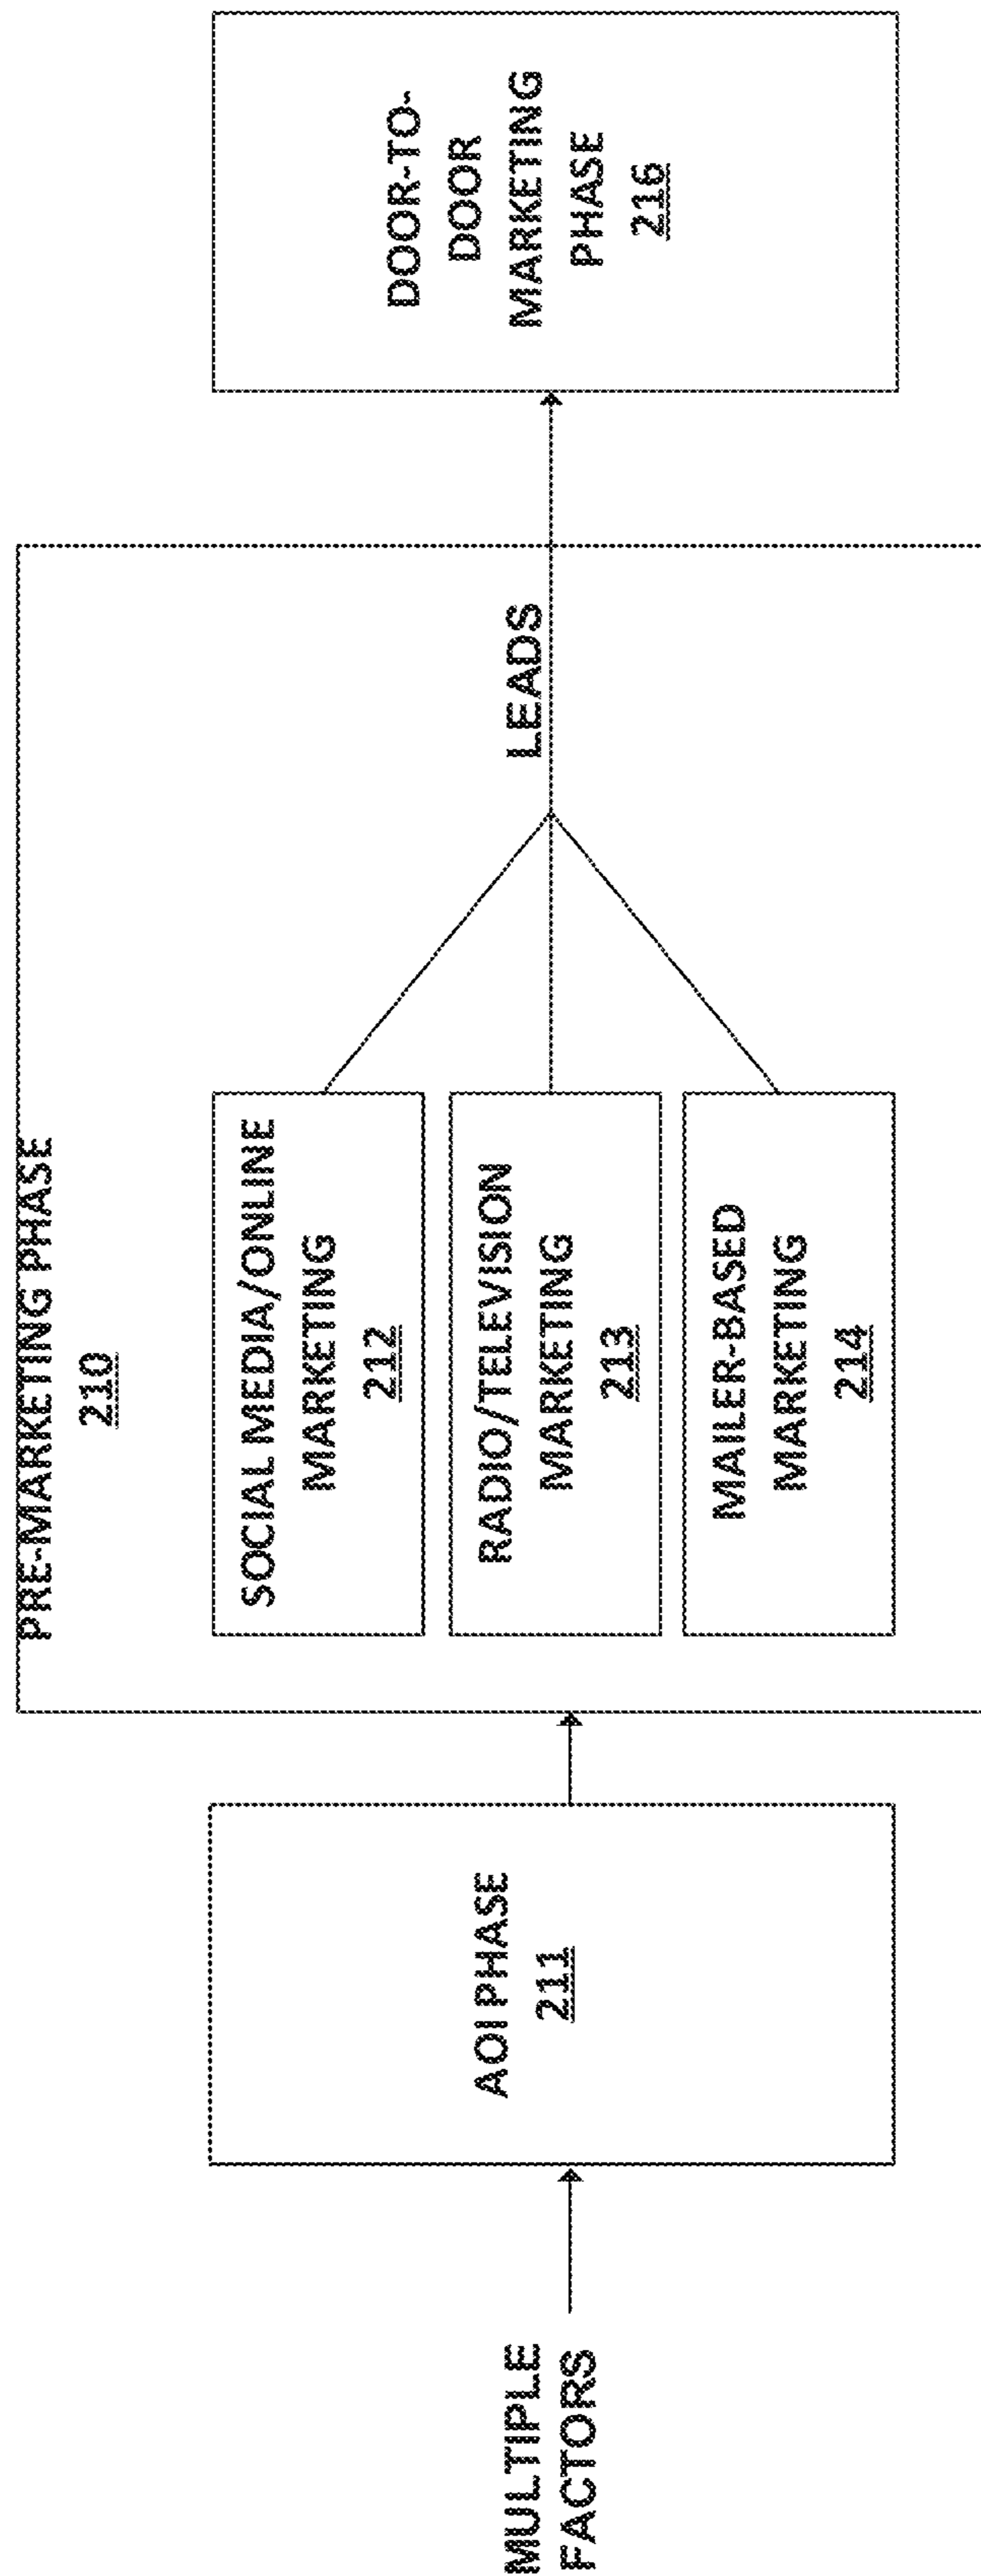 MULTIPLE
FACTORS
AOI PHASE
211
PRE-MARKETING PHASE
210
SOCIAL MEDIA/ONLINE
MARKETING
212
RADIO/TELEVISION
MARKETING
213
MAILER-BASED
MARKETING
214
LEADS
DOOR-TO-
DOOR
MARKETING
PHASE
216